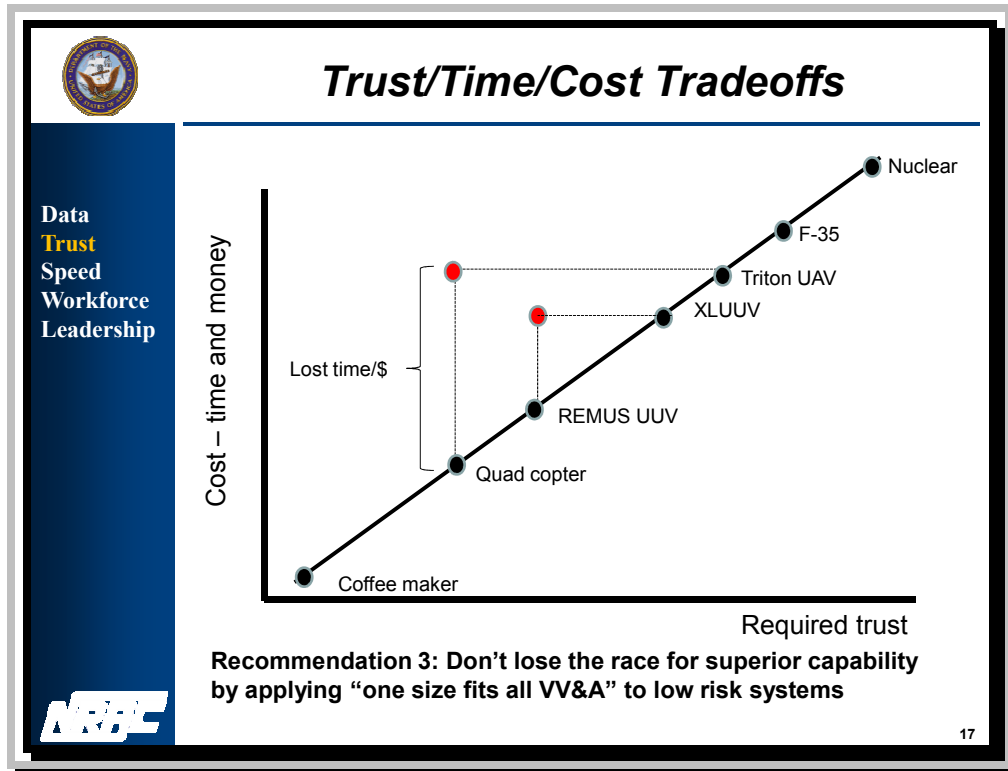 Trust/Time/Cost Tradeoffs
Data
Trust
Speed
Workforce
Leadership
Cost – time and money
Nuclear
F-35
Triton UAV
XLUUV
Lost time/$
REMUS UUV
Quad copter
Coffee maker
Required trust
Recommendation 3: Don’t lose the race for superior capability
by applying “one size fits all VV&A” to low risk systems
NRAC
17